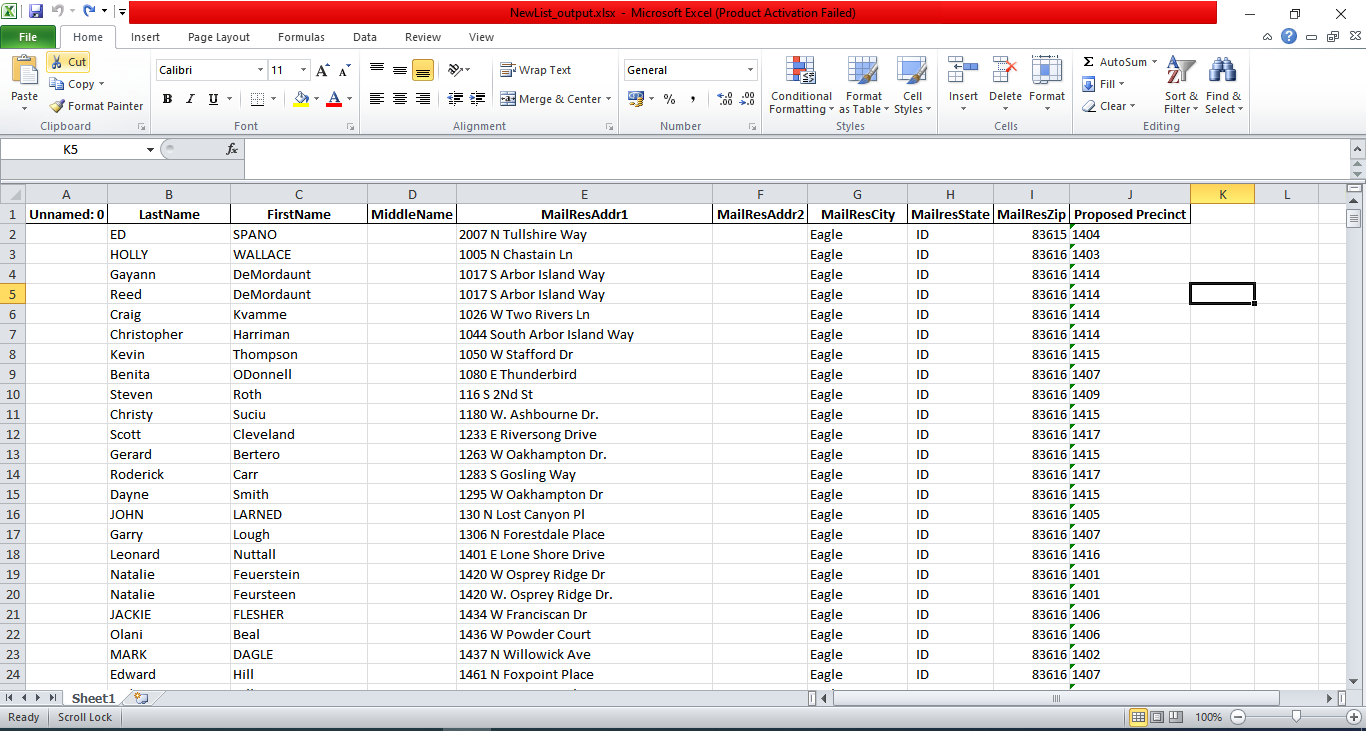 NewList_output.xlsx - Microsoft Excel (Product Activation Failed)
File Home Insert Page Layout Formulas Data Review View
Paste Cut Copy Format Painter Clipboard
Calibri 11 B I U A A A Font
Wrap Text Merge & Center Alignment
General % , .00 .0 Number
Conditional Formatting Format as Table Cell Styles Styles
Insert Delete Format Cells
Σ AutoSum Fill Clear Sort & Filter Find & Select Editing
K5 fx
A B C D E F G H I J K L
1 Unnamed: 0 LastName FirstName MiddleName MailResAddr1 MailResAddr2 MailResCity MailresState MailResZip Proposed Precinct
2 ED SPANO 2007 N Tullshire Way Eagle ID 83615 1404
3 HOLLY WALLACE 1005 N Chastain Ln Eagle ID 83616 1403
4 Gayann DeMordaunt 1017 S Arbor Island Way Eagle ID 83616 1414
5 Reed DeMordaunt 1017 S Arbor Island Way Eagle ID 83616 1414
6 Craig Kvamme 1026 W Two Rivers Ln Eagle ID 83616 1414
7 Christopher Harriman 1044 South Arbor Island Way Eagle ID 83616 1414
8 Kevin Thompson 1050 W Stafford Dr Eagle ID 83616 1415
9 Benita ODonnell 1080 E Thunderbird Eagle ID 83616 1407
10 Steven Roth 116 S 2Nd St Eagle ID 83616 1409
11 Christy Suciu 1180 W. Ashbourne Dr. Eagle ID 83616 1415
12 Scott Cleveland 1233 E Riversong Drive Eagle ID 83616 1417
13 Gerard Bertero 1263 W Oakhampton Dr. Eagle ID 83616 1415
14 Roderick Carr 1283 S Gosling Way Eagle ID 83616 1417
15 Dayne Smith 1295 W Oakhampton Dr Eagle ID 83616 1415
16 JOHN LARNED 130 N Lost Canyon Pl Eagle ID 83616 1405
17 Garry Lough 1306 N Forestdale Place Eagle ID 83616 1407
18 Leonard Nuttall 1401 E Lone Shore Drive Eagle ID 83616 1416
19 Natalie Feuerstein 1420 W Osprey Ridge Dr Eagle ID 83616 1401
20 Natalie Feursteen 1420 W. Osprey Ridge Dr. Eagle ID 83616 1401
21 JACKIE FLESHER 1434 W Franciscan Dr Eagle ID 83616 1406
22 Olani Beal 1436 W Powder Court Eagle ID 83616 1406
23 MARK DAGLE 1437 N Willowick Ave Eagle ID 83616 1402
24 Edward Hill 1461 N Foxpoint Place Eagle ID 83616 1407
Sheet1
Ready Scroll Lock 100%